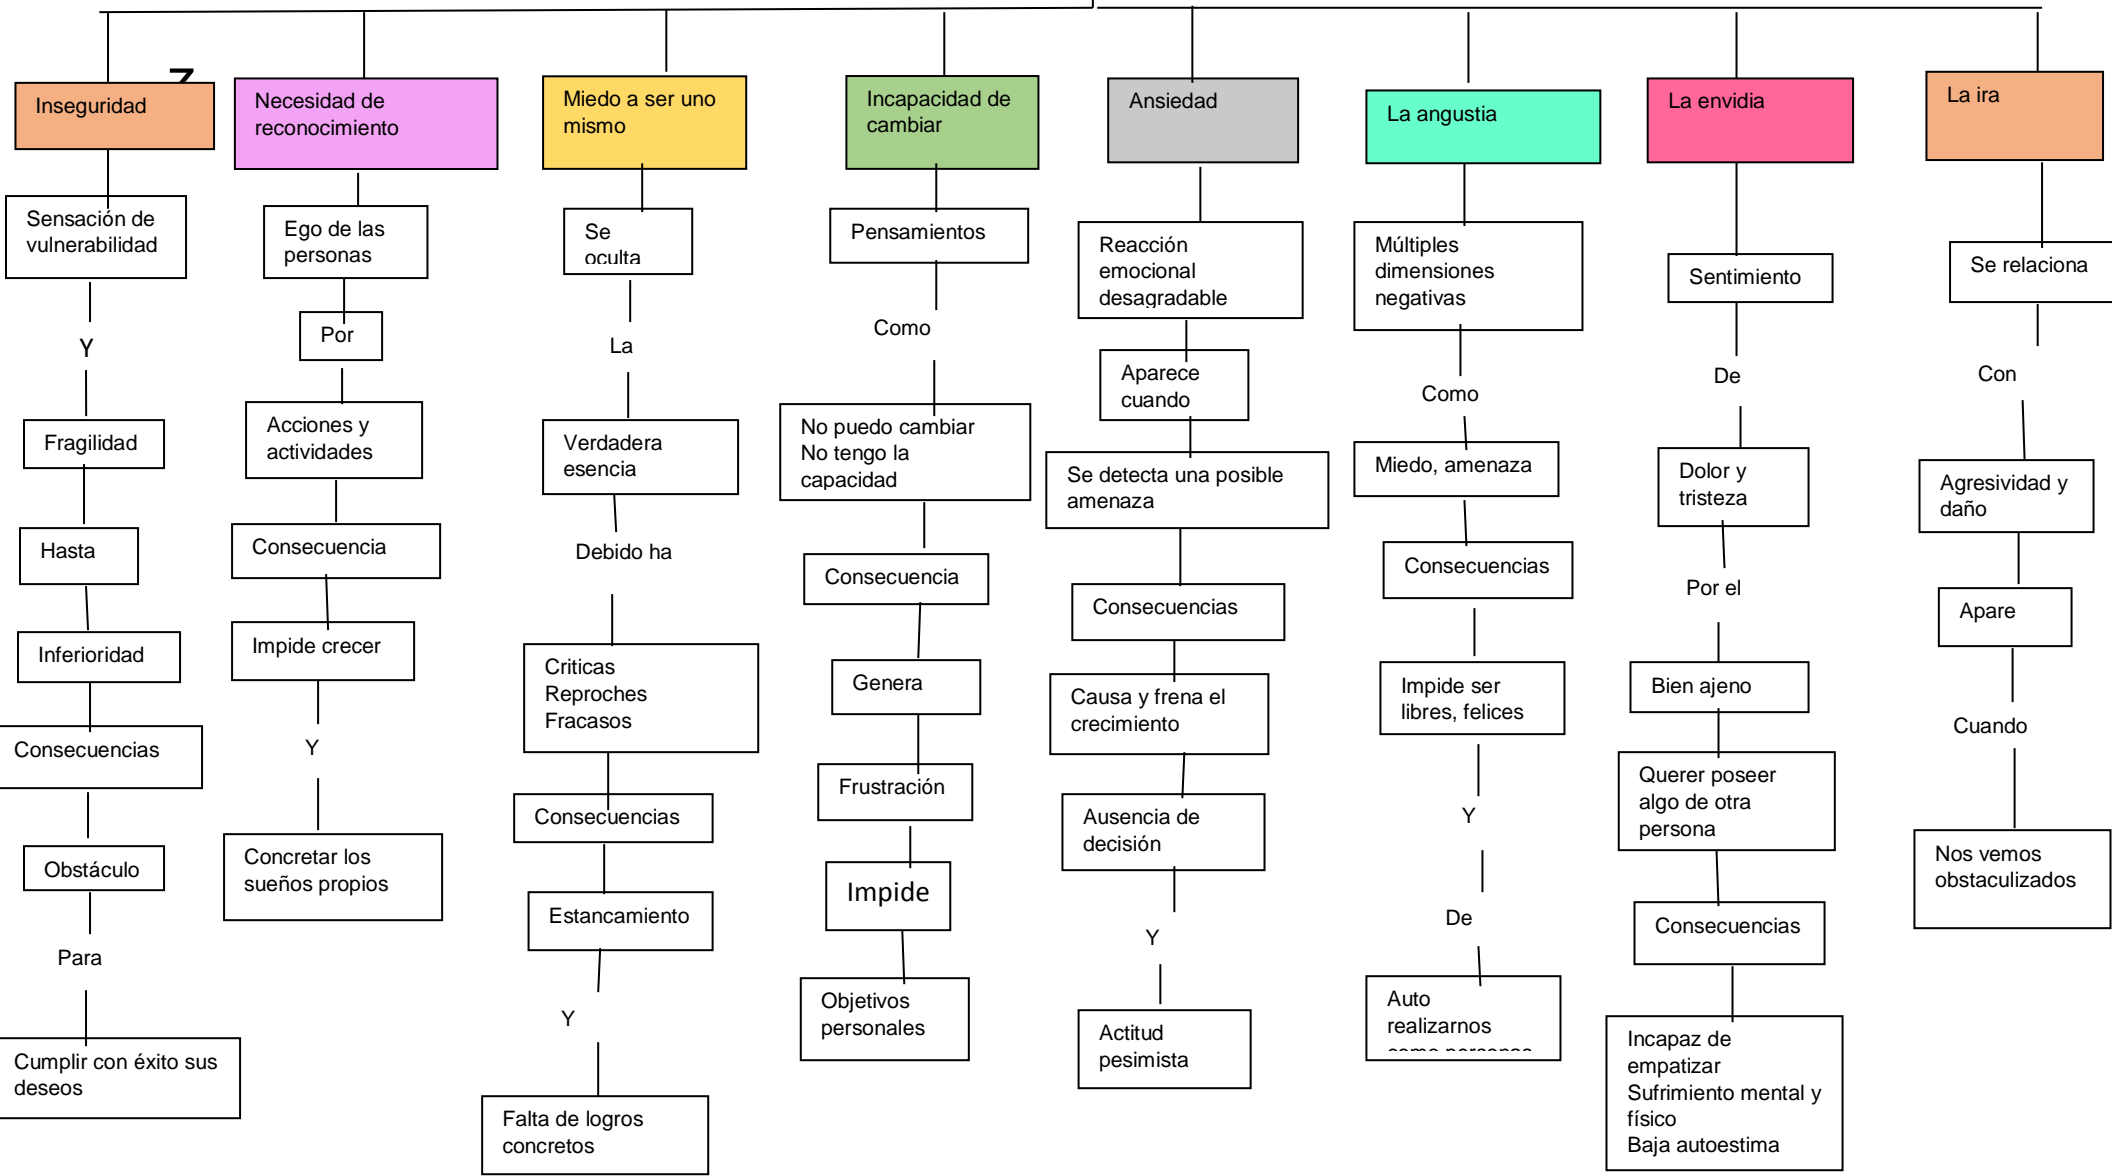 Inseguridad
Sensación de
vulnerabilidad
Y
Fragilidad
Hasta
Inferioridad
Consecuencias
Obstáculo
Para
Cumplir con éxito sus
deseos
Necesidad de
reconocimiento
Ego de las
personas
Por
Acciones y
actividades
Consecuencia
Impide crecer
Y
Concretar los
sueños propios
Miedo a ser uno
mismo
Se
oculta
La
Verdadera
esencia
Debido ha
Criticas
Reproches
Fracasos
Consecuencias
Estancamiento
Y
Falta de logros
concretos
Incapacidad de
cambiar
Pensamientos
Como
No puedo cambiar
No tengo la
capacidad
Consecuencia
Genera
Frustración
Impide
Objetivos
personales
Ansiedad
Reacción
emocional
desagradable
Aparece
cuando
Se detecta una posible
amenaza
Consecuencias
Causa y frena el
crecimiento
Ausencia de
decisión
Y
Actitud
pesimista
La angustia
Múltiples
dimensiones
negativas
Como
Miedo, amenaza
Consecuencias
Impide ser
libres, felices
Y
De
Auto
realizarnos
La envidia
Sentimiento
De
Dolor y
tristeza
Por el
Bien ajeno
Querer poseer
algo de otra
persona
Consecuencias
Incapaz de
empatizar
Sufrimiento mental y
físico
Baja autoestima
La ira
Se relaciona
Con
Agresividad y
daño
Apare
Cuando
Nos vemos
obstaculizados